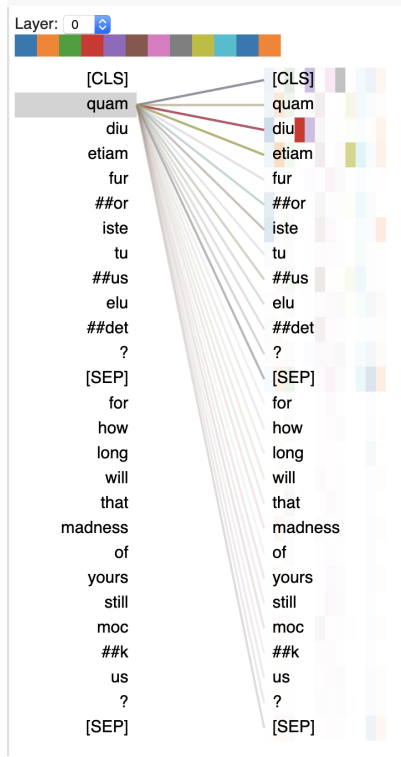 Layer: 0
[CLS] [CLS]
quam quam
diu diu
etiam etiam
fur fur
##or ##or
iste iste
tu tu
##us ##us
elu elu
##det ##det
? ?
[SEP] [SEP]
for for
how how
long long
will will
that that
madness madness
of of
yours yours
still still
moc moc
##k ##k
us us
? ?
[SEP] [SEP]